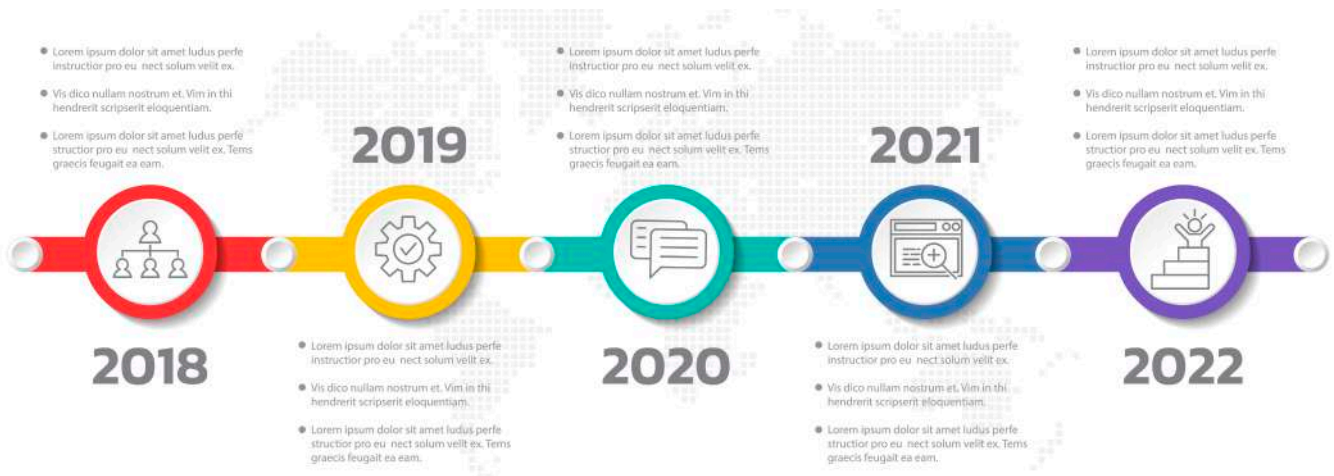 ● Lorem ipsum dolor sit amet ludus perfe
instructior pro eu nect solum velit ex.
● Vis dico nullam nostrum et. Vim in thi
hendrerit scripserit eloquentiam.
● Lorem ipsum dolor sit amet ludus perfe
structior pro eu nect solum velit ex. Tems
graecis feugait ea eam.
2018
2019
● Lorem ipsum dolor sit amet ludus perfe
instructior pro eu nect solum velit ex.
● Vis dico nullam nostrum et. Vim in thi
hendrerit scripserit eloquentiam.
● Lorem ipsum dolor sit amet ludus perfe
structior pro eu nect solum velit ex. Tems
graecis feugait ea eam.
● Lorem ipsum dolor sit amet ludus perfe
instructior pro eu nect solum velit ex.
● Vis dico nullam nostrum et. Vim in thi
hendrerit scripserit eloquentiam.
● Lorem ipsum dolor sit amet ludus perfe
structior pro eu nect solum velit ex. Tems
graecis feugait ea eam.
2020
2021
● Lorem ipsum dolor sit amet ludus perfe
instructior pro eu nect solum velit ex.
● Vis dico nullam nostrum et. Vim in thi
hendrerit scripserit eloquentiam.
● Lorem ipsum dolor sit amet ludus perfe
structior pro eu nect solum velit ex. Tems
graecis feugait ea eam.
● Lorem ipsum dolor sit amet ludus perfe
instructior pro eu nect solum velit ex.
● Vis dico nullam nostrum et. Vim in thi
hendrerit scripserit eloquentiam.
● Lorem ipsum dolor sit amet ludus perfe
structior pro eu nect solum velit ex. Tems
graecis feugait ea eam.
2022